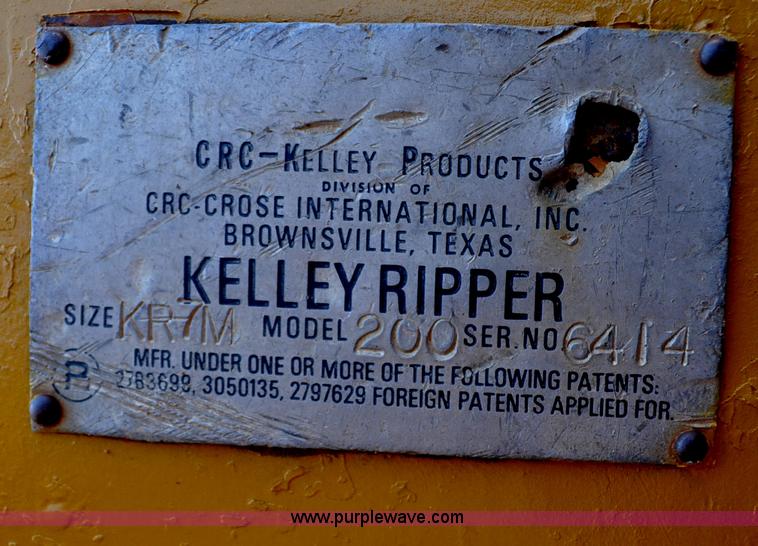 CRC-KELLEY PRODUCTS
DIVISION OF
CRC-CROSE INTERNATIONAL, INC.
BROWNSVILLE, TEXAS
KELLEY RIPPER
SIZE KR7M MODEL 200 SER.NO 6414
MFR. UNDER ONE OR MORE OF THE FOLLOWING PATENTS:
2783699, 3050135, 2797629 FOREIGN PATENTS APPLIED FOR.
www.purplewave.com